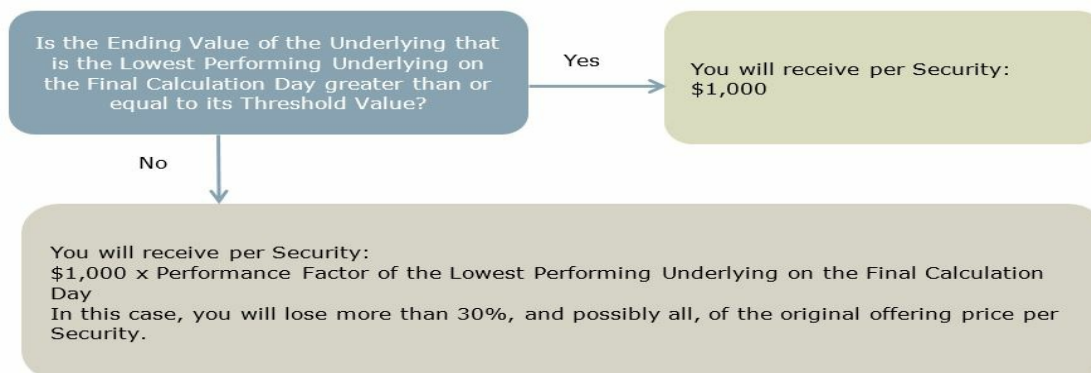 Is the Ending Value of the Underlying that
is the Lowest Performing Underlying on
the Final Calculation Day greater than or
equal to its Threshold Value?
Yes
You will receive per Security:
$1,000
No
You will receive per Security:
$1,000 x Performance Factor of the Lowest Performing Underlying on the Final Calculation
Day
In this case, you will lose more than 30%, and possibly all, of the original offering price per
Security.